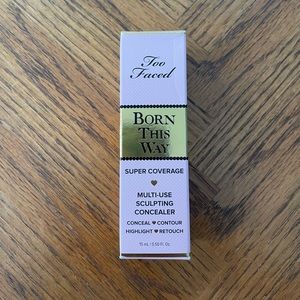 Too
Faced
BORN
THIS
WAY
SUPER COVERAGE
MULTI-USE
SCULPTING
CONCEALER
CONCEAL ♥ CONTOUR
HIGHLIGHT ♥ RETOUCH
15 ml / 0.50 Fl. Oz.